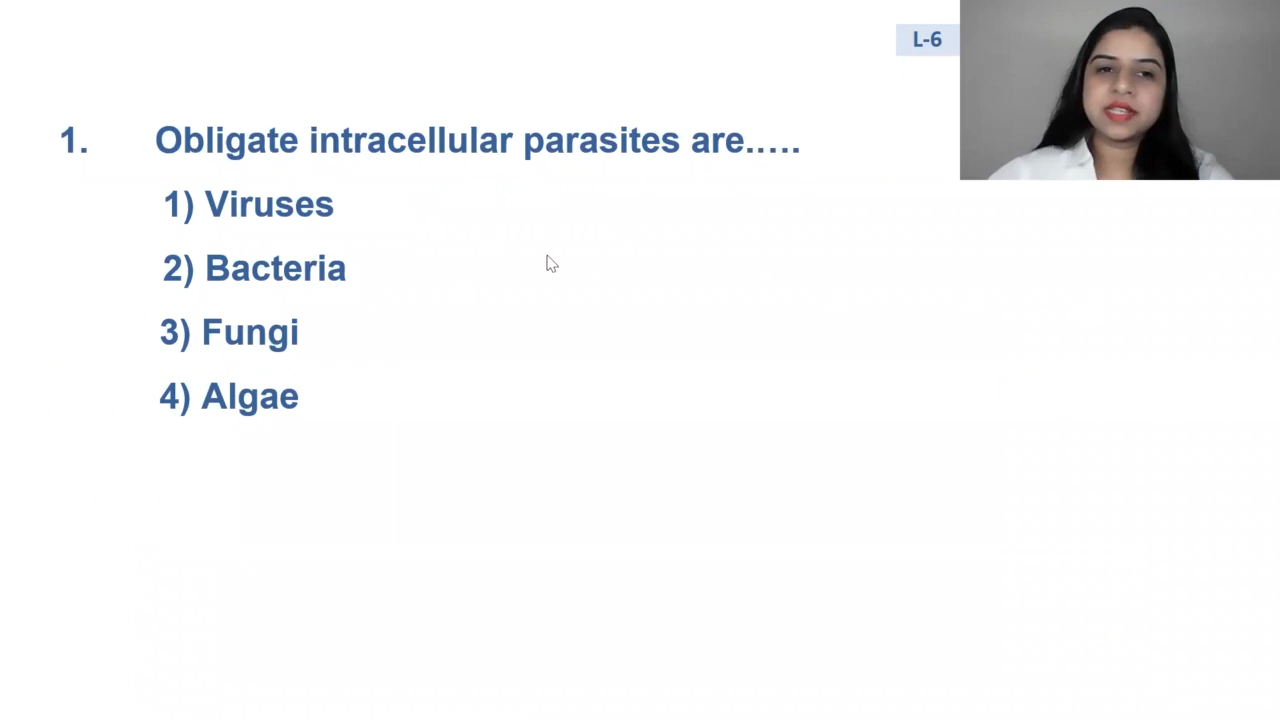 L-6
1. Obligate intracellular parasites are.....
1) Viruses
2) Bacteria
3) Fungi
4) Algae